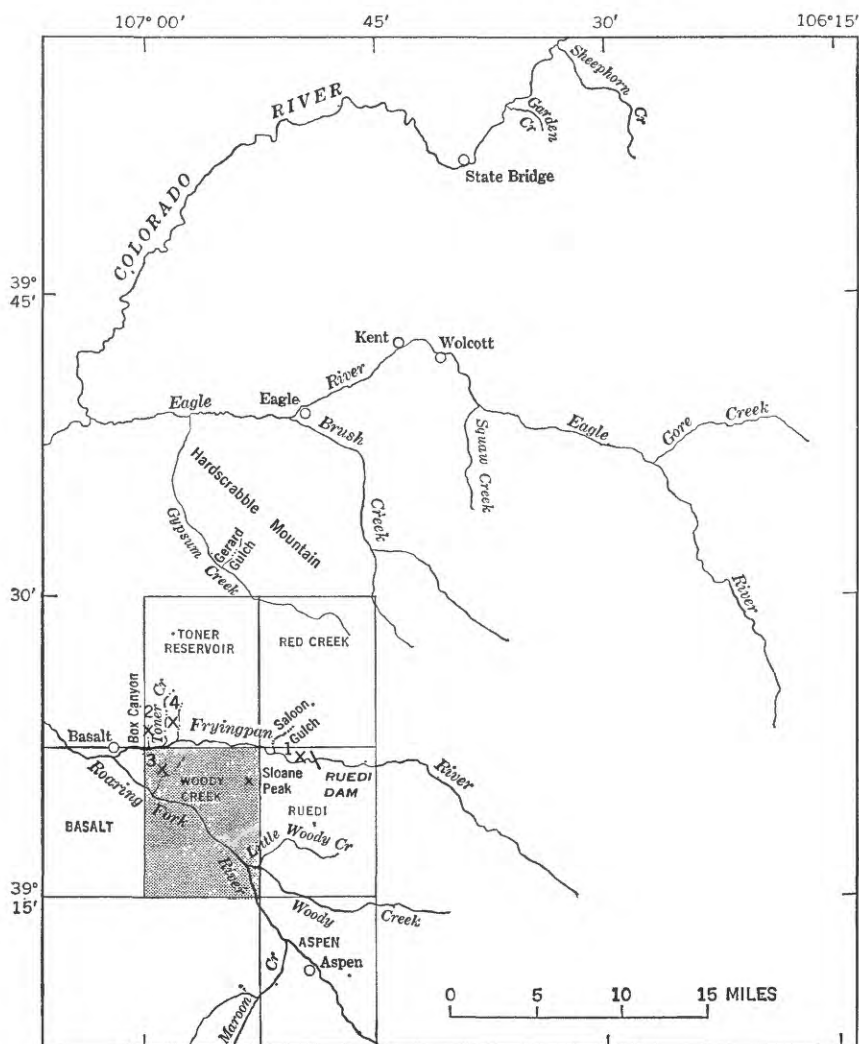 107°00' 45' 30' 106°15'
Sheephorn Cr
Garden Cr
COLORADO RIVER
State Bridge
39° 45'
Kent
Wolcott
Eagle
Eagle River
Brush Creek
Squaw Creek
Eagle River
Gore Creek
Hardscrabble Mountain
Gypsum Creek
Gerard Gulch
30'
TONER RESERVOIR
RED CREEK
Box Canyon
Toner Cr
2
4
Fryingpan River
Saloon Gulch
Basalt
3
1
WOODY CREEK
Sloane Peak
RUEDI DAM
Roaring Fork River
BASALT
RUEDI
Little Woody Cr
39° 15'
Woody Creek
ASPEN
Aspen
Maroon Cr
0 5 10 15 MILES